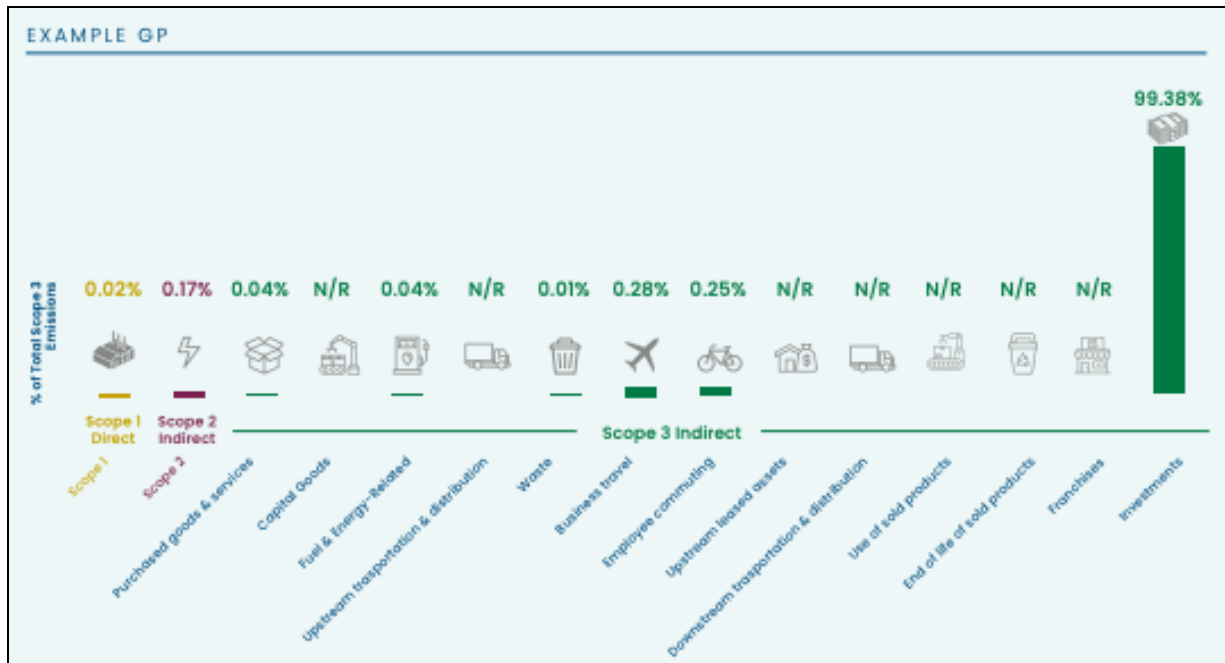 EXAMPLE GP
99.38%
% of Total Scope 3
Emissions
0.02% 0.17% 0.04% N/R 0.04% N/R 0.01% 0.28% 0.25% N/R N/R N/R N/R N/R
Scope 1
Direct
Scope 2
Indirect
Scope 3 Indirect
Scope 1
Scope 2
Purchased goods & services
Capital Goods
Fuel & Energy-Related
Upstream trasportation & distribution
Waste
Business travel
Employee commuting
Upstream leased assets
Downstream trasportation & distribution
Use of sold products
End of life of sold products
Franchises
Investments